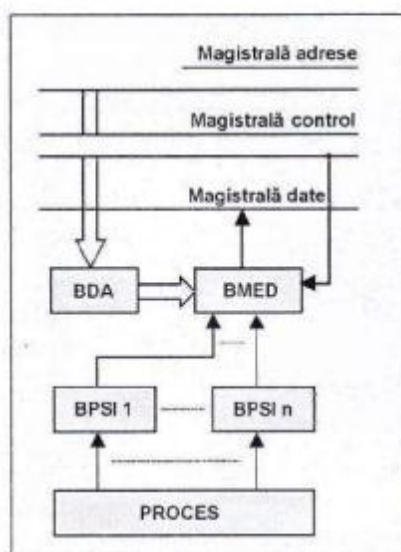 Magistrală adrese
Magistrală control
Magistrală date
BDA BMED
BPSI 1 BPSI n
PROCES